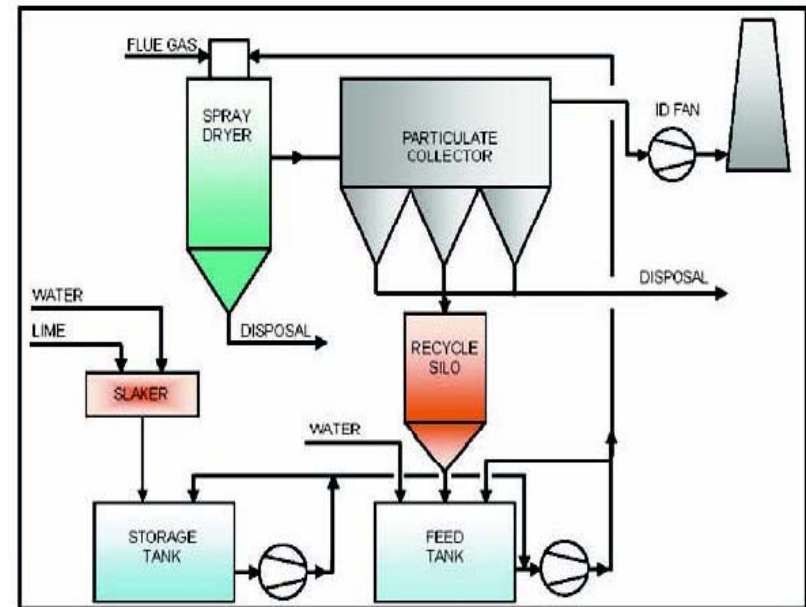 FLUE GAS
SPRAY
DRYER
PARTICULATE
COLLECTOR
ID FAN
WATER
LIME
DISPOSAL
DISPOSAL
RECYCLE
SILO
SLAKER
WATER
STORAGE
TANK
FEED
TANK